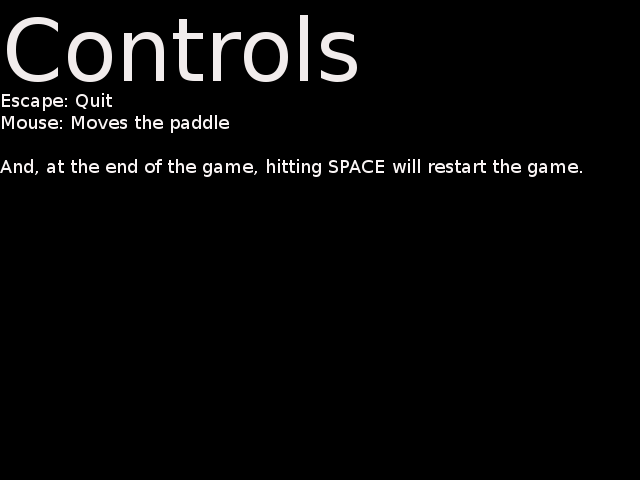 Controls
Escape: Quit
Mouse: Moves the paddle
And, at the end of the game, hitting SPACE will restart the game.